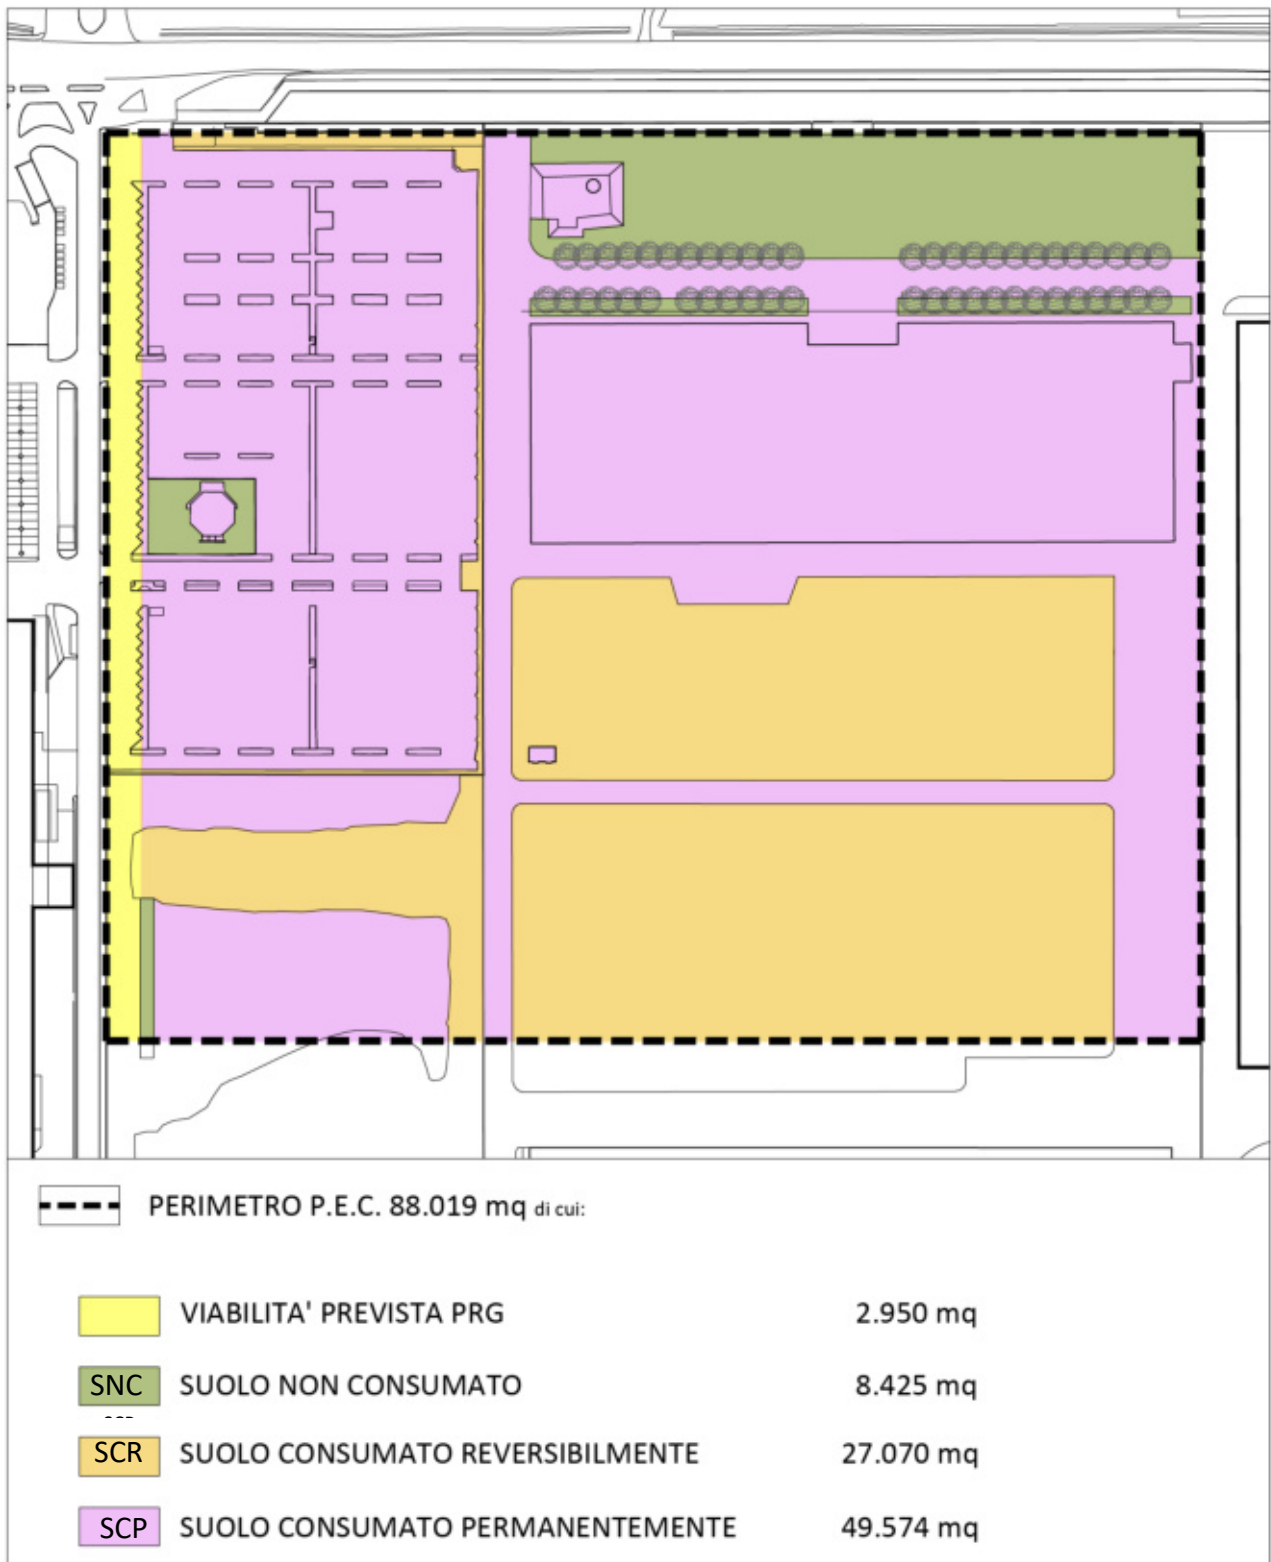 PERIMETRO P.E.C. 88.019 mq di cui:
VIABILITA' PREVISTA PRG 2.950 mq
SNC SUOLO NON CONSUMATO 8.425 mq
SCR SUOLO CONSUMATO REVERSIBILMENTE 27.070 mq
SCP SUOLO CONSUMATO PERMANENTEMENTE 49.574 mq